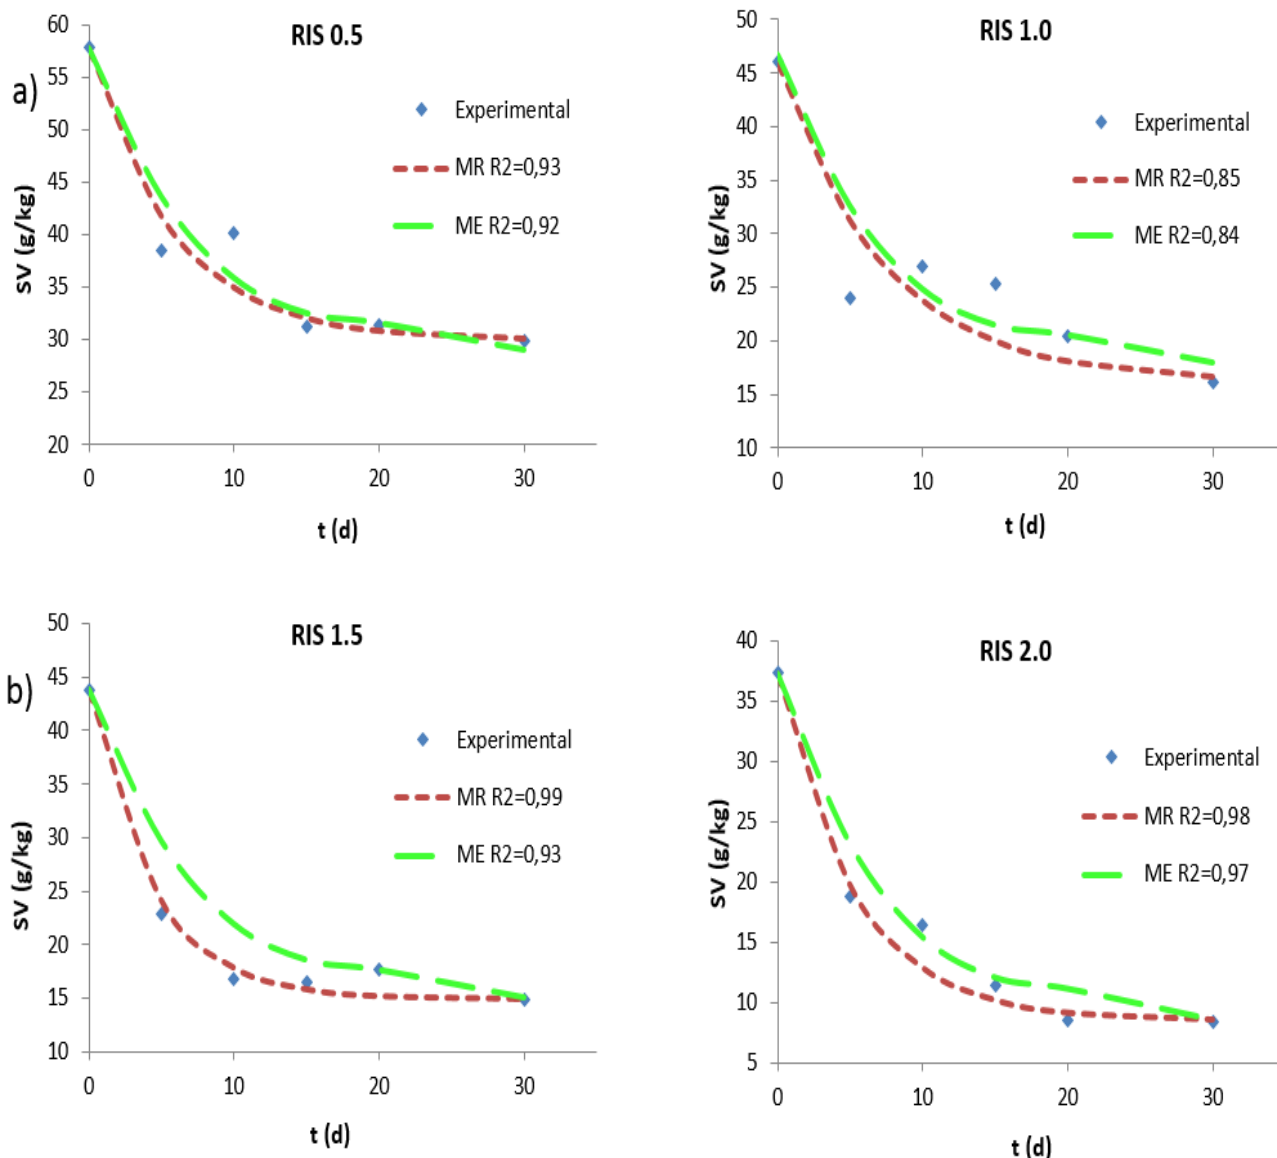 a)
RIS 0.5
60
55
50
45
40
35
30
25
20
SV (g/kg)
Experimental
MR R2=0,93
ME R2=0,92
0 10 20 30
t (d)
RIS 1.0
50
45
40
35
30
25
20
15
10
SV (g/kg)
Experimental
MR R2=0,85
ME R2=0,84
0 10 20 30
t (d)
b)
RIS 1.5
50
45
40
35
30
25
20
15
10
SV (g/kg)
Experimental
MR R2=0,99
ME R2=0,93
0 10 20 30
t (d)
RIS 2.0
40
35
30
25
20
15
10
5
SV (g/kg)
Experimental
MR R2=0,98
ME R2=0,97
0 10 20 30
t (d)